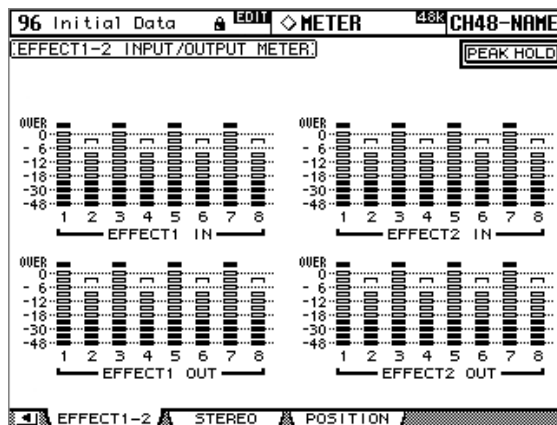 96 Initial Data EDIT METER 48k CH48-NAME
EFFECT1-2 INPUT/OUTPUT METER PEAK HOLD
OVER OVER
0 0
- 6 - 6
-12 -12
-18 -18
-30 -30
-48 -48
1 2 3 4 5 6 7 8 1 2 3 4 5 6 7 8
EFFECT1 IN EFFECT2 IN
OVER OVER
0 0
- 6 - 6
-12 -12
-18 -18
-30 -30
-48 -48
1 2 3 4 5 6 7 8 1 2 3 4 5 6 7 8
EFFECT1 OUT EFFECT2 OUT
EFFECT1-2 STEREO POSITION